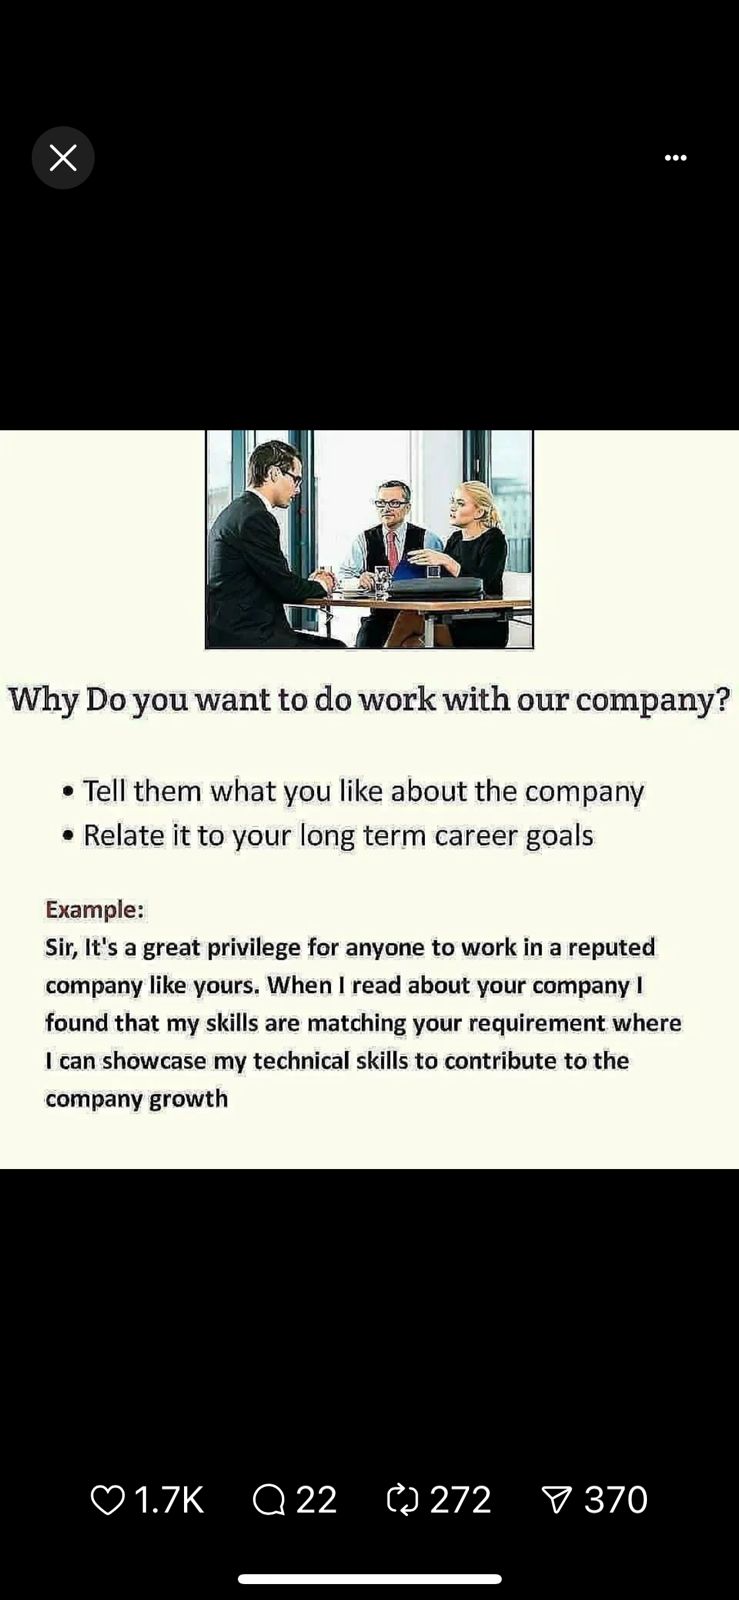 Why Do you want to do work with our company?
• Tell them what you like about the company
• Relate it to your long term career goals
Example:
Sir, It's a great privilege for anyone to work in a reputed
company like yours. When I read about your company I
found that my skills are matching your requirement where
I can showcase my technical skills to contribute to the
company growth
1.7K 22 272 370